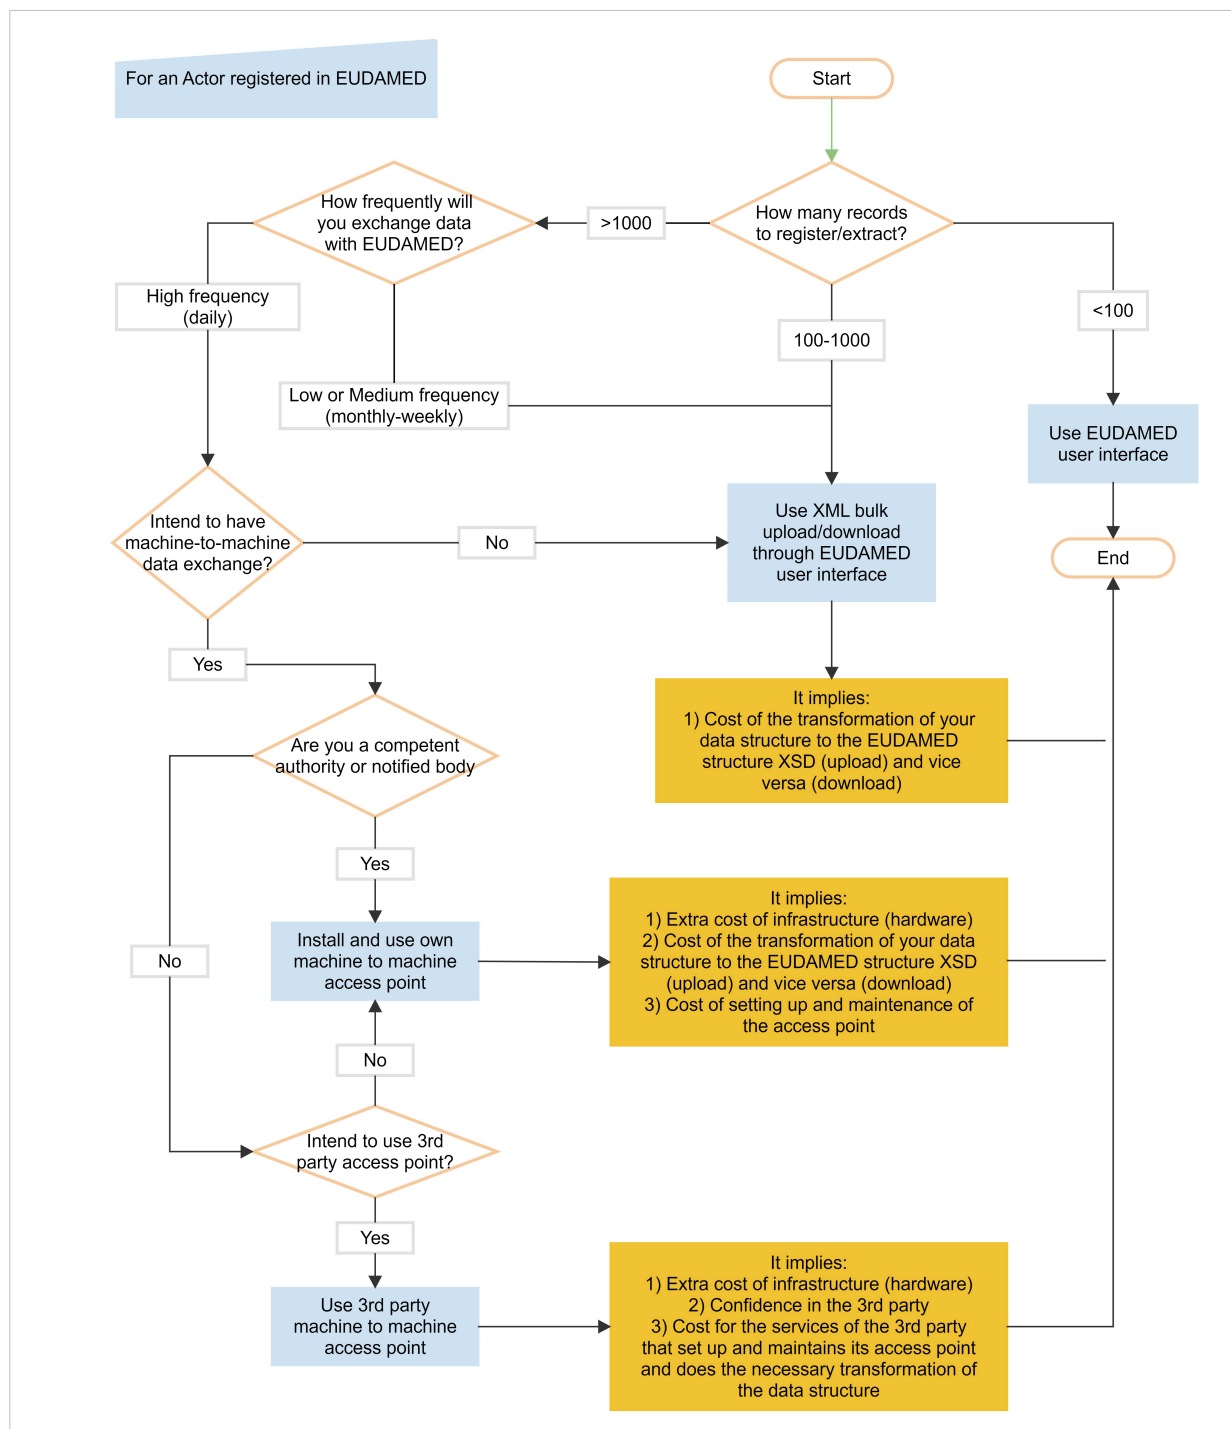 For an Actor registered in EUDAMED
Start
How many records
to register/extract?
>1000
How frequently will
you exchange data
with EUDAMED?
High frequency
(daily)
100-1000
<100
Low or Medium frequency
(monthly-weekly)
Use EUDAMED
user interface
Intend to have
machine-to-machine
data exchange?
No
Use XML bulk
upload/download
through EUDAMED
user interface
End
Yes
It implies:
1) Cost of the transformation of your
data structure to the EUDAMED
structure XSD (upload) and vice
versa (download)
Are you a competent
authority or notified body
Yes
No
Install and use own
machine to machine
access point
It implies:
1) Extra cost of infrastructure (hardware)
2) Cost of the transformation of your data
structure to the EUDAMED structure XSD
(upload) and vice versa (download)
3) Cost of setting up and maintenance of
the access point
No
Intend to use 3rd
party access point?
Yes
Use 3rd party
machine to machine
access point
It implies:
1) Extra cost of infrastructure (hardware)
2) Confidence in the 3rd party
3) Cost for the services of the 3rd party
that set up and maintains its access point
and does the necessary transformation of
the data structure